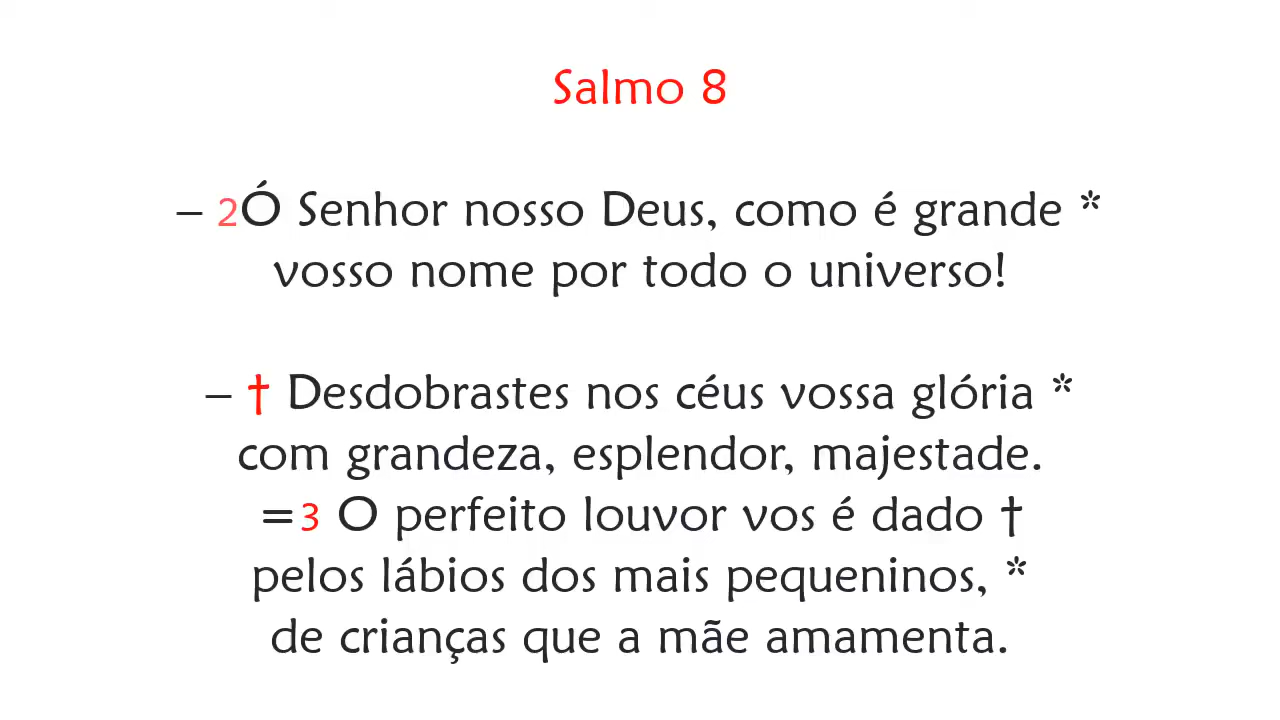 Salmo 8
– 2Ó Senhor nosso Deus, como é grande *
vosso nome por todo o universo!
– † Desdobrastes nos céus vossa glória *
com grandeza, esplendor, majestade.
=3 O perfeito louvor vos é dado †
pelos lábios dos mais pequeninos, *
de crianças que a mãe amamenta.